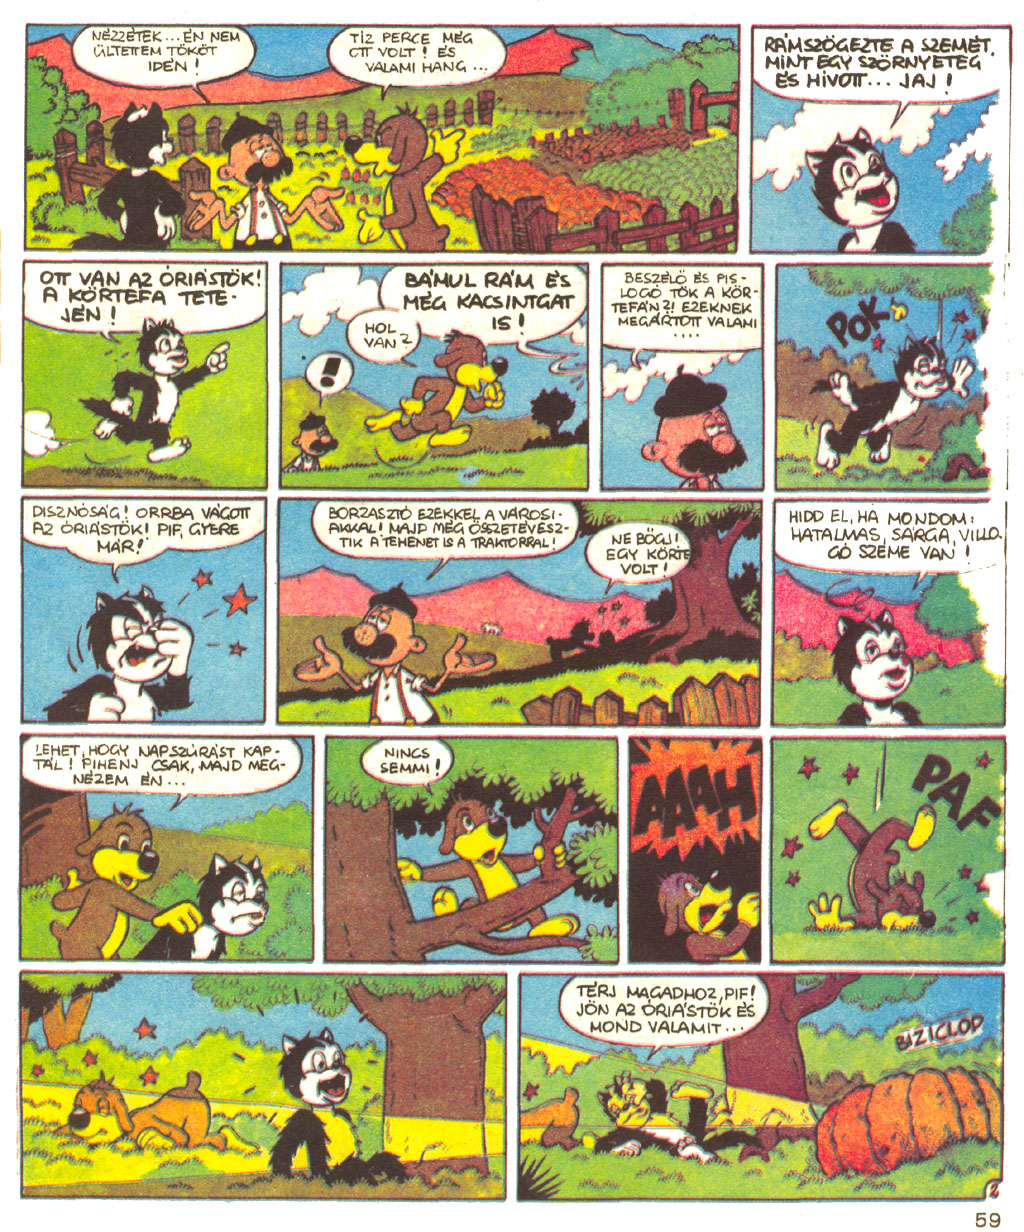 NÉZZÉTEK...ÉN NEM
ÜLTETTEM TÖKÖT
IDÉN!
TÍZ PERCE MÉG
OTT VOLT! ÉS
VALAMI HANG...
RÁMSZÖGEZTE A SZEMÉT,
MINT EGY SZÖRNYETEG
ÉS HÍVOTT... JAJ!
OTT VAN AZ ÓRIÁSTÖK!
A KÖRTEFA TETE-
JÉN!
BÁMUL RÁM ÉS
MÉG KACSINTGAT
IS!
HOL
VAN?
!
BESZÉLŐ ÉS PIS-
LOGÓ TÖK A KÖR-
TEFÁN?! EZEKNEK
MEGÁRTOTT VALAMI
....
POK
DISZNÓSÁG! ORRBA VÁGOTT
AZ ÓRIÁSTÖK! PIF, GYERE
MÁR!
BORZASZTÓ EZEKKEL A VÁROSI-
AKKAL! MAJD MÉG ÖSSZETÉVESZ-
TIK A TEHENET IS A TRAKTORRAL!
NE BŐGJ!
EGY KÖRTE
VOLT!
HIDD EL, HA MONDOM:
HATALMAS, SÁRGA, VILLO-
GÓ SZEME VAN!
LEHET, HOGY NAPSZÚRÁST KAP-
TÁL! PIHENJ CSAK, MAJD MEG-
NÉZEM ÉN...
NINCS
SEMMI!
AAAH
PAF
TÉRJ MAGADHOZ, PIF!
JÖN AZ ÓRIÁSTÖK ÉS
MOND VALAMIT...
BIZICLOP
2
59